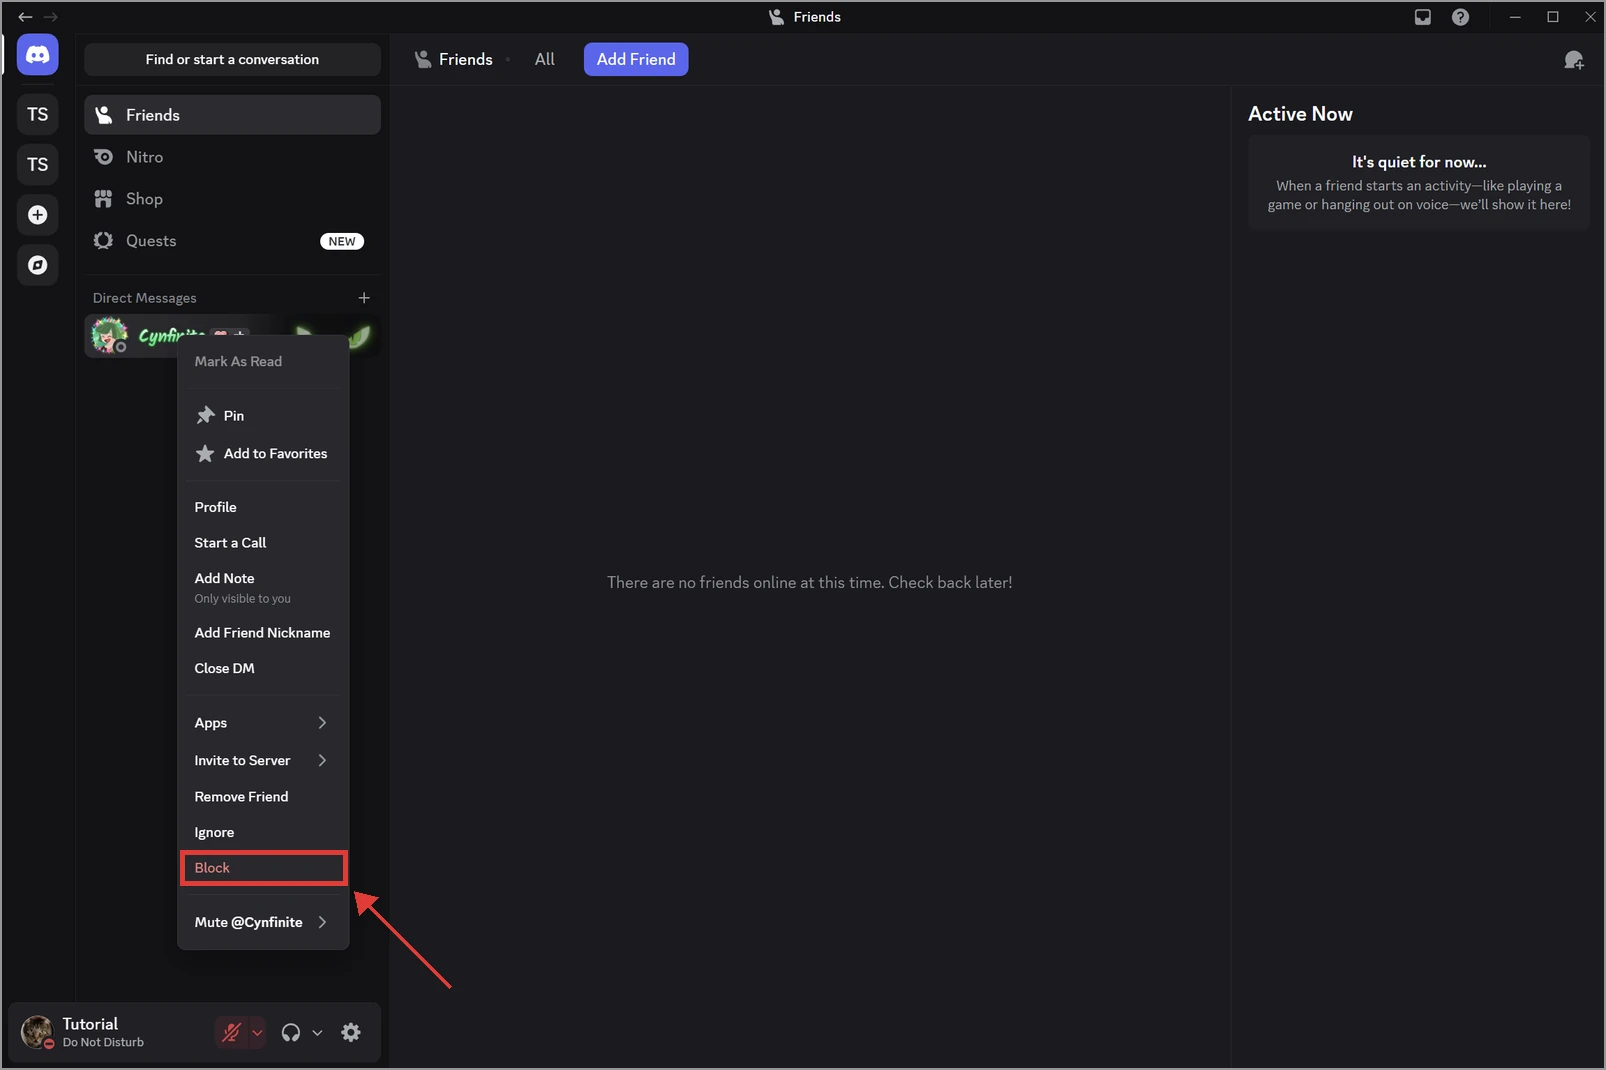 Friends
Find or start a conversation
Friends
All
Add Friend
TS
TS
Friends
Nitro
Shop
Quests
NEW
Direct Messages
Cynfinite
Mark As Read
Pin
Add to Favorites
Profile
Start a Call
Add Note
Only visible to you
Add Friend Nickname
Close DM
Apps
Invite to Server
Remove Friend
Ignore
Block
Mute @Cynfinite
Tutorial
Do Not Disturb
There are no friends online at this time. Check back later!
Active Now
It's quiet for now...
When a friend starts an activity—like playing a
game or hanging out on voice—we'll show it here!